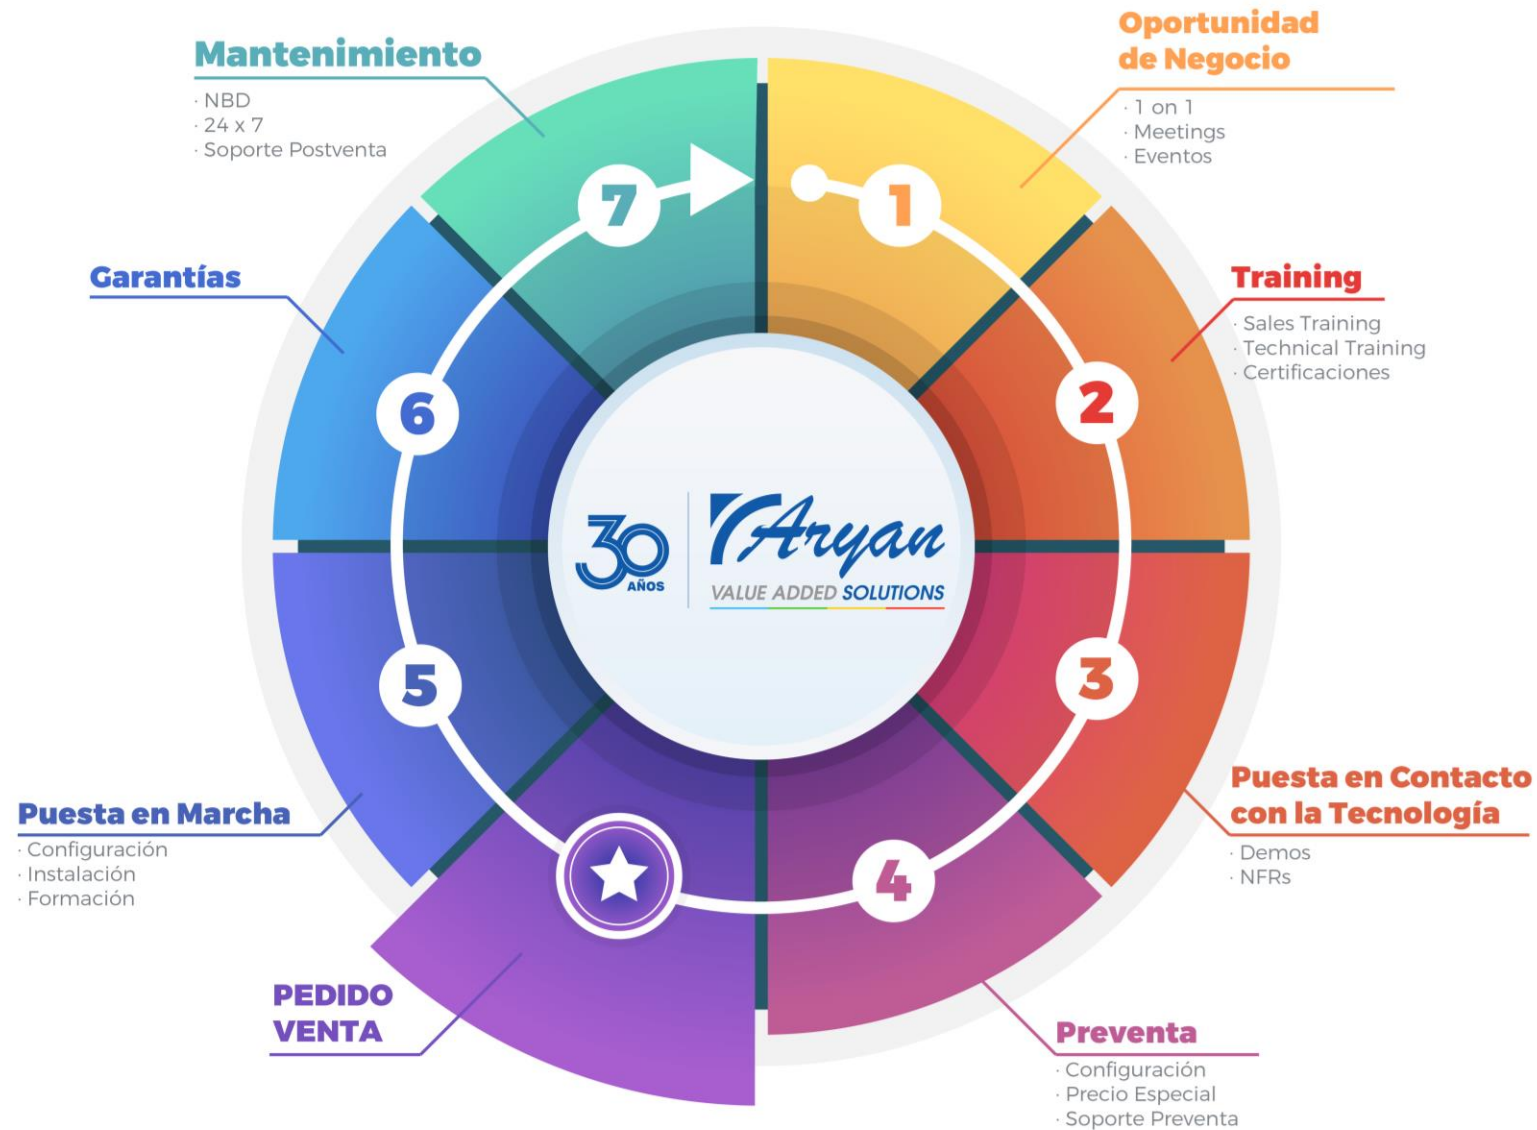 Oportunidad
de Negocio
· 1 on 1
· Meetings
· Eventos
Training
· Sales Training
· Technical Training
· Certificaciones
Puesta en Contacto
con la Tecnología
· Demos
· NFRs
Preventa
· Configuración
· Precio Especial
· Soporte Preventa
PEDIDO
VENTA
Puesta en Marcha
· Configuración
· Instalación
· Formación
Garantías
Mantenimiento
· NBD
· 24 x 7
· Soporte Postventa
1
2
3
4
5
6
7
30
AÑOS
Aryan
VALUE ADDED SOLUTIONS